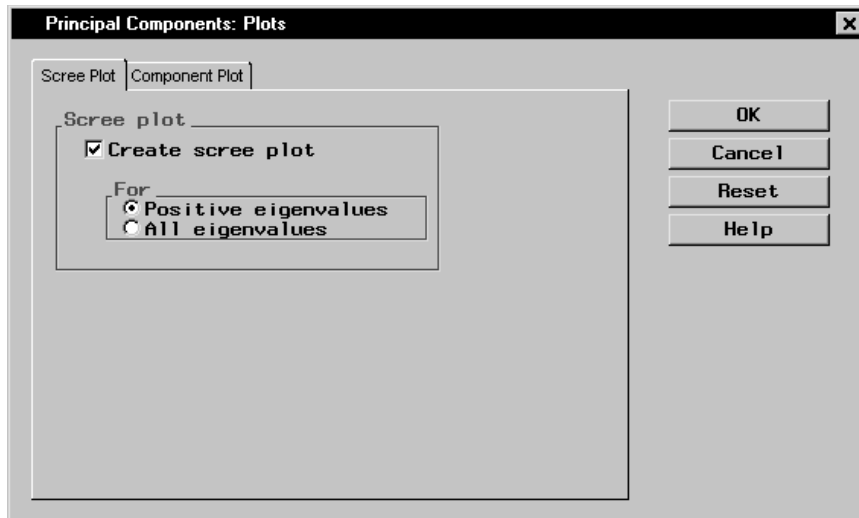 Principal Components: Plots
Scree Plot Component Plot
Scree plot
Create scree plot
For
Positive eigenvalues
All eigenvalues
OK
Cancel
Reset
Help